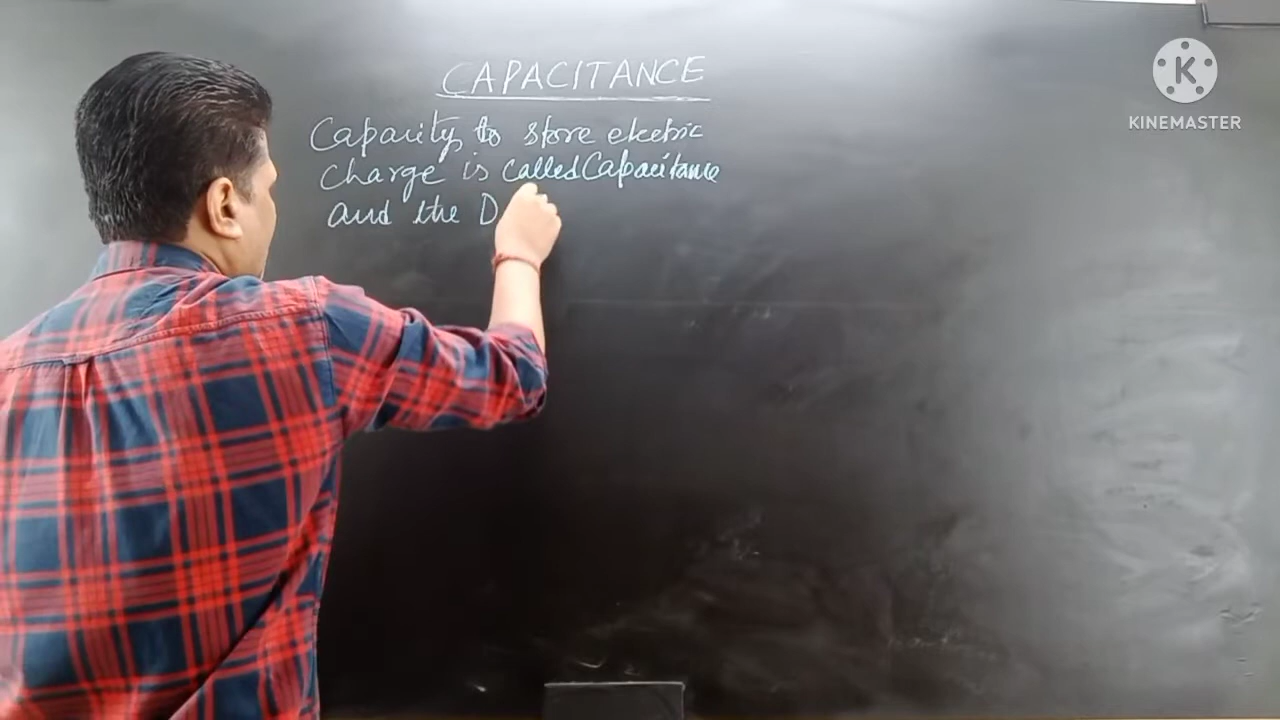 CAPACITANCE
Capacity to store electric
charge is called Capacitance
and the D
K
KINEMASTER